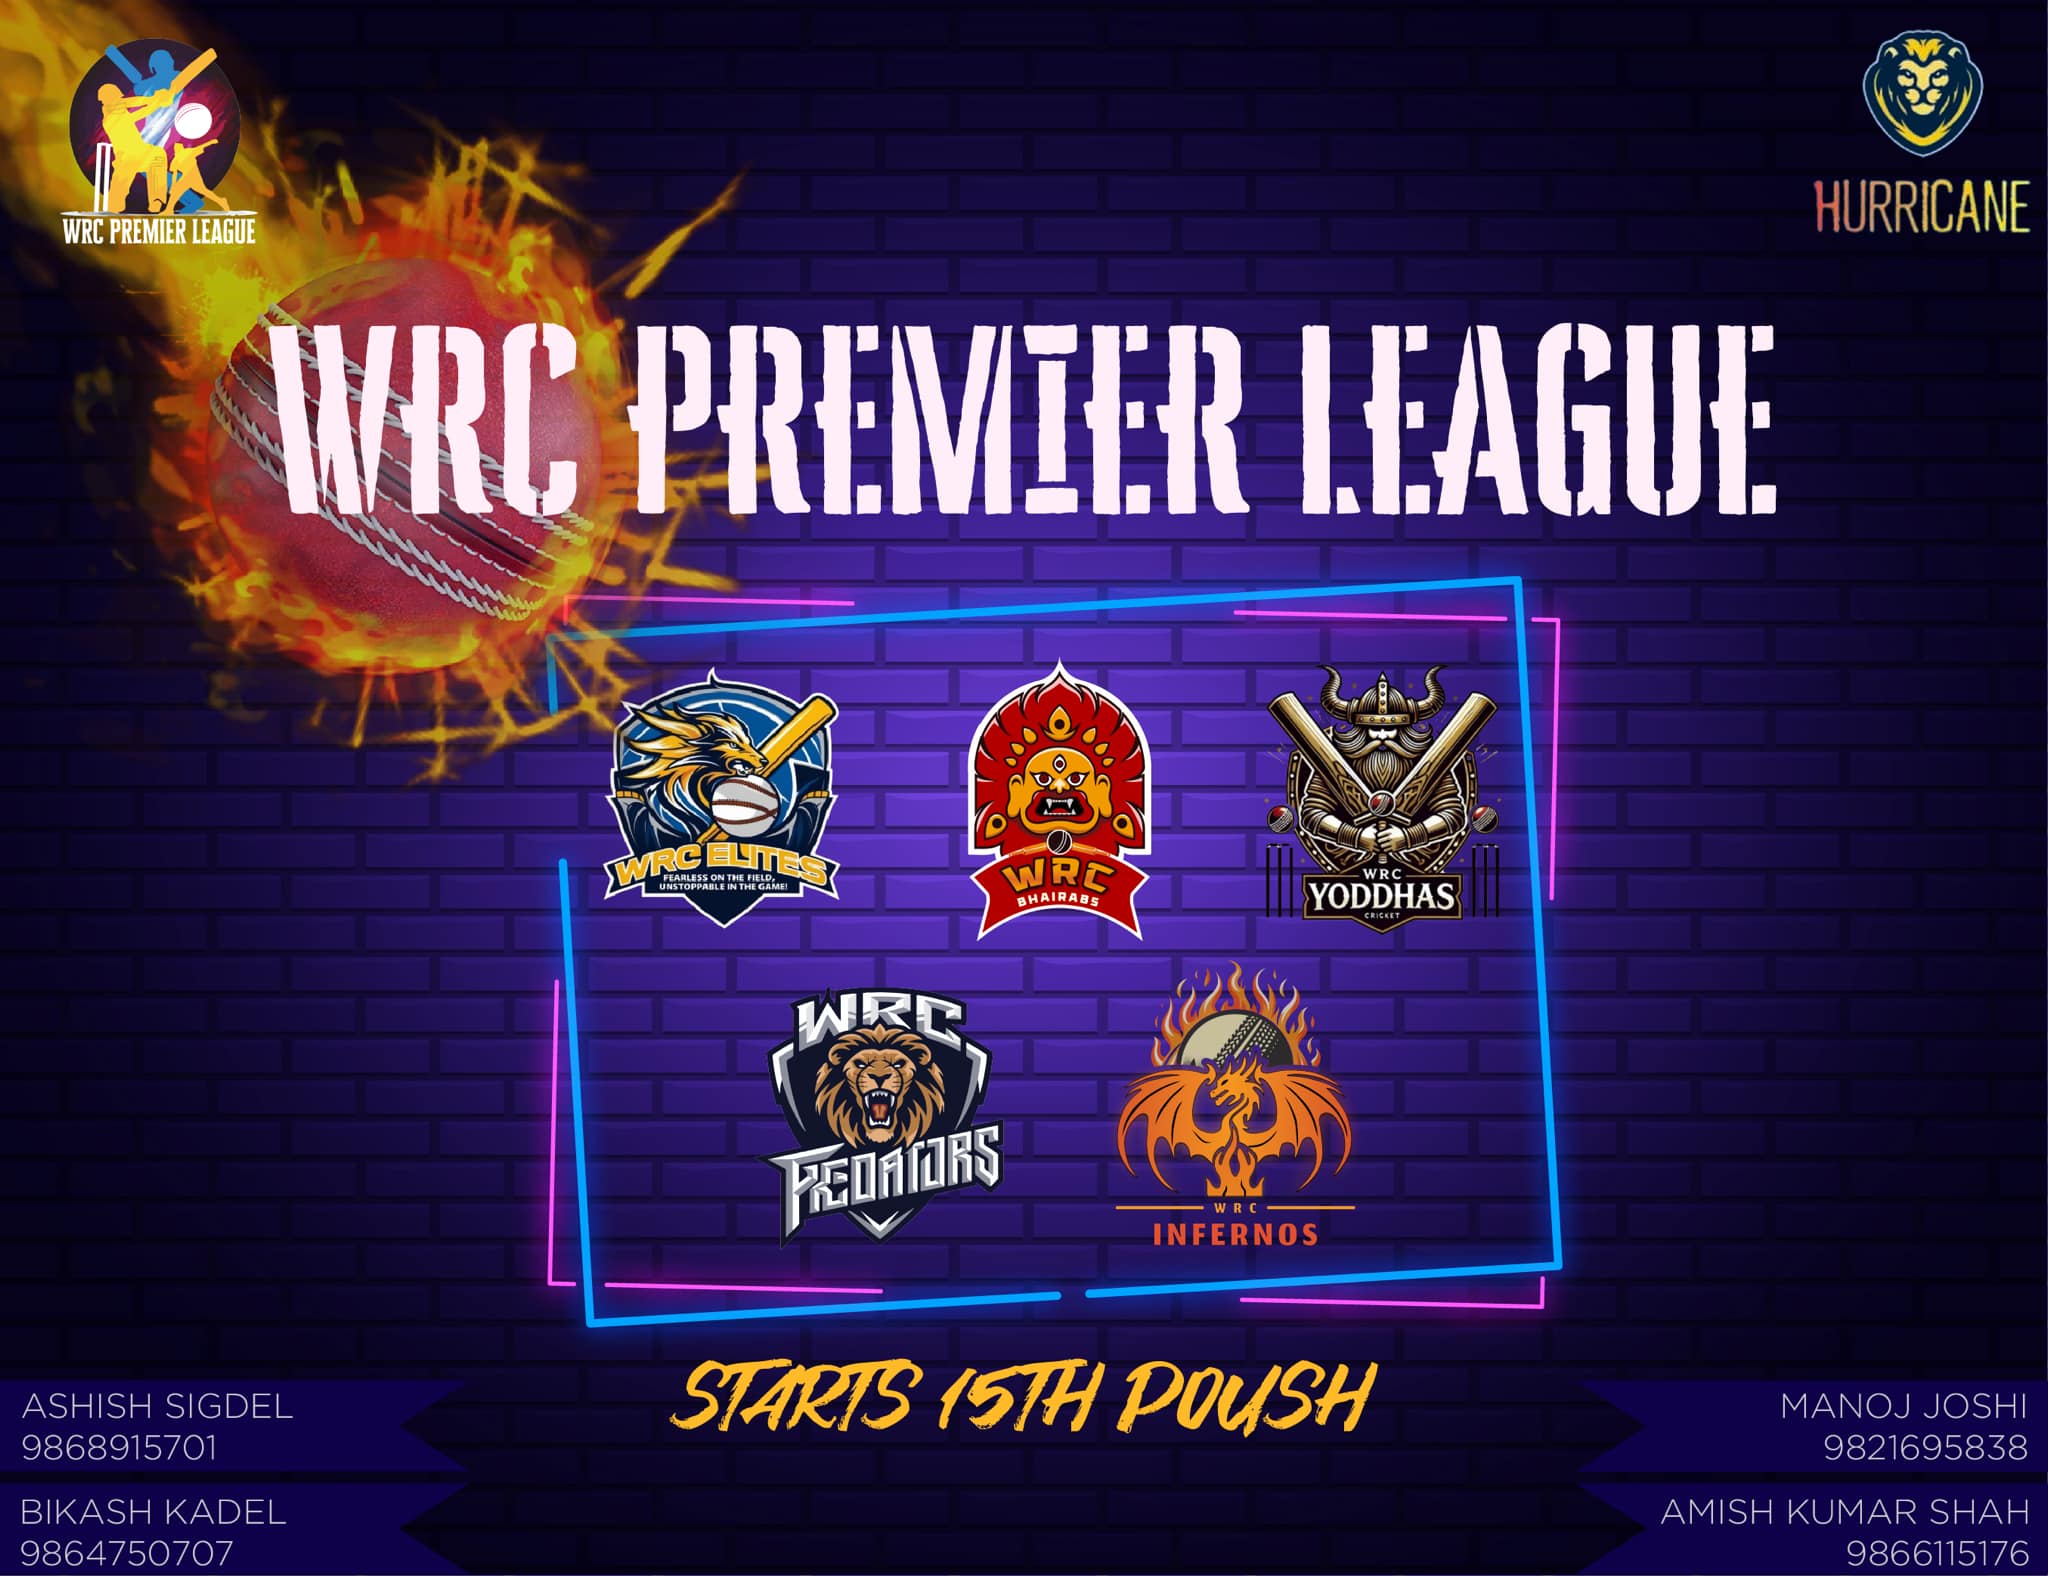 WRC PREMIER LEAGUE
HURRICANE
WRC PREMIER LEAGUE
WRC ELITES
FEARLESS ON THE FIELD,
UNSTOPPABLE IN THE GAME!
WRC
BHAIRABS
WRC
YODDHAS
CRICKET
WRC
PREDATORS
WRC
INFERNOS
STARTS 15TH POUSH
ASHISH SIGDEL
9868915701
BIKASH KADEL
9864750707
MANOJ JOSHI
9821695838
AMISH KUMAR SHAH
9866115176